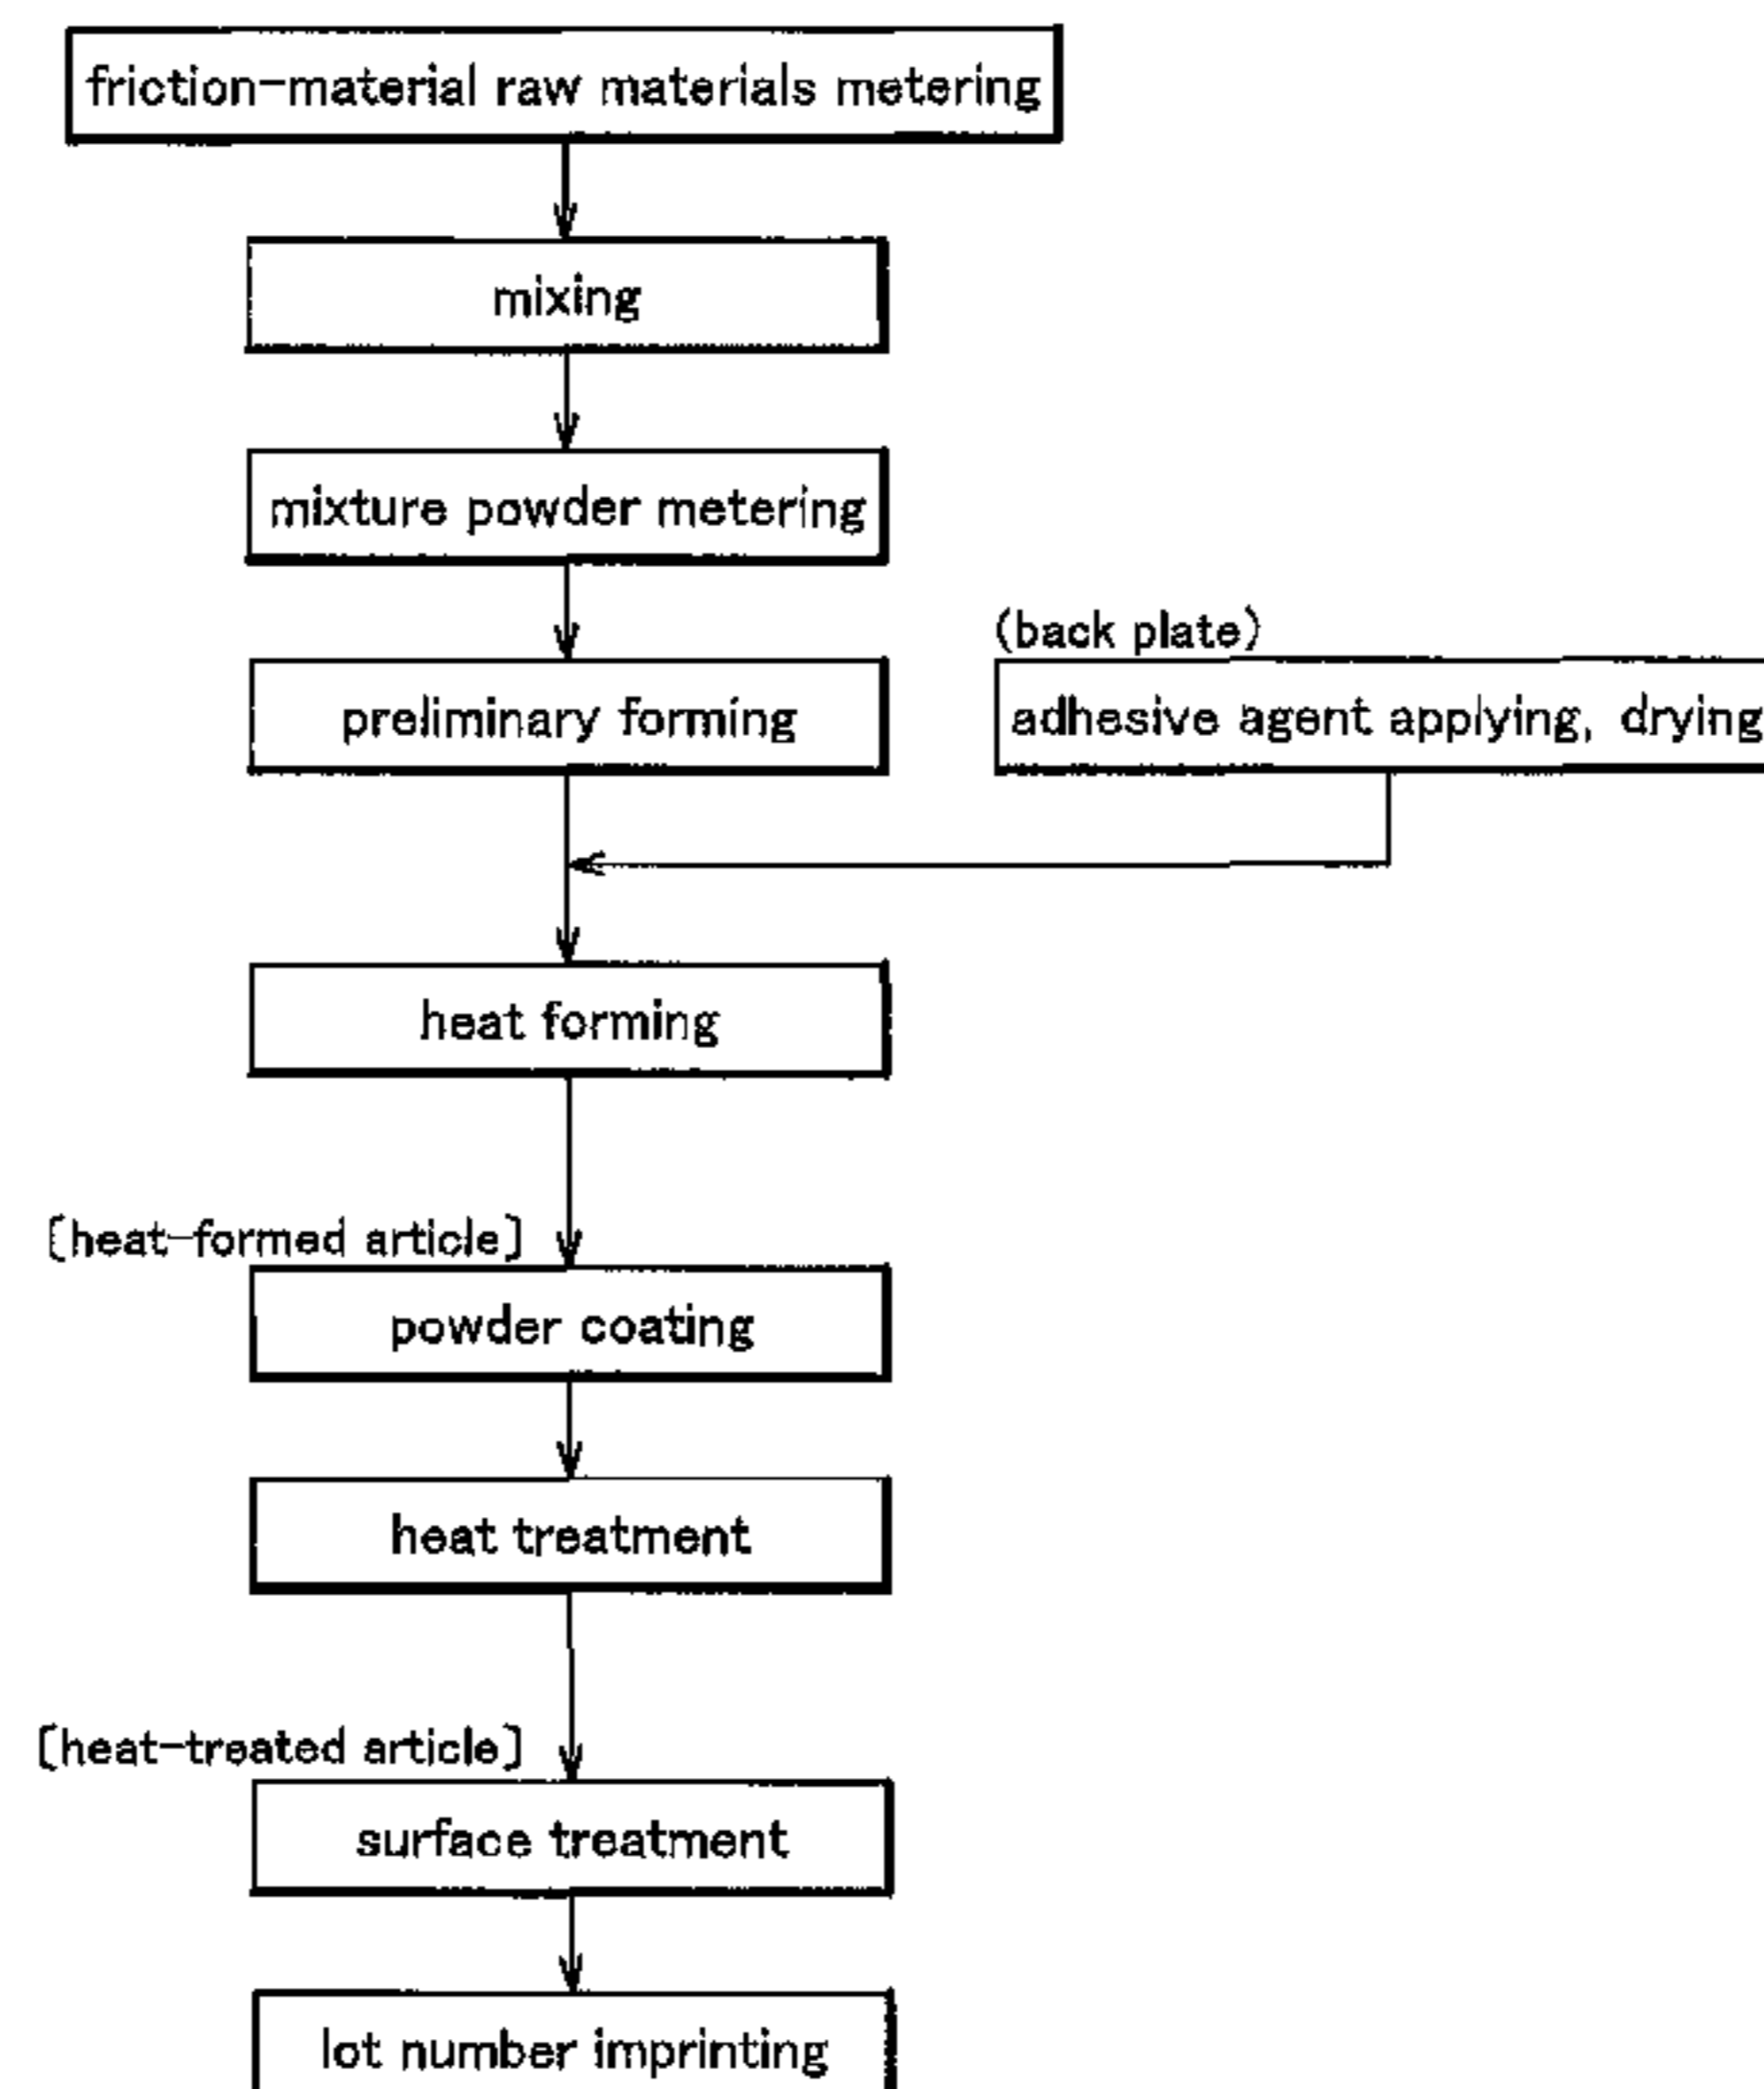 friction-material raw materials metering
mixing
mixture powder metering
(back plate)
preliminary forming
adhesive agent applying, drying
heat forming
[heat-formed article]
powder coating
heat treatment
[heat-treated article]
surface treatment
lot number imprinting